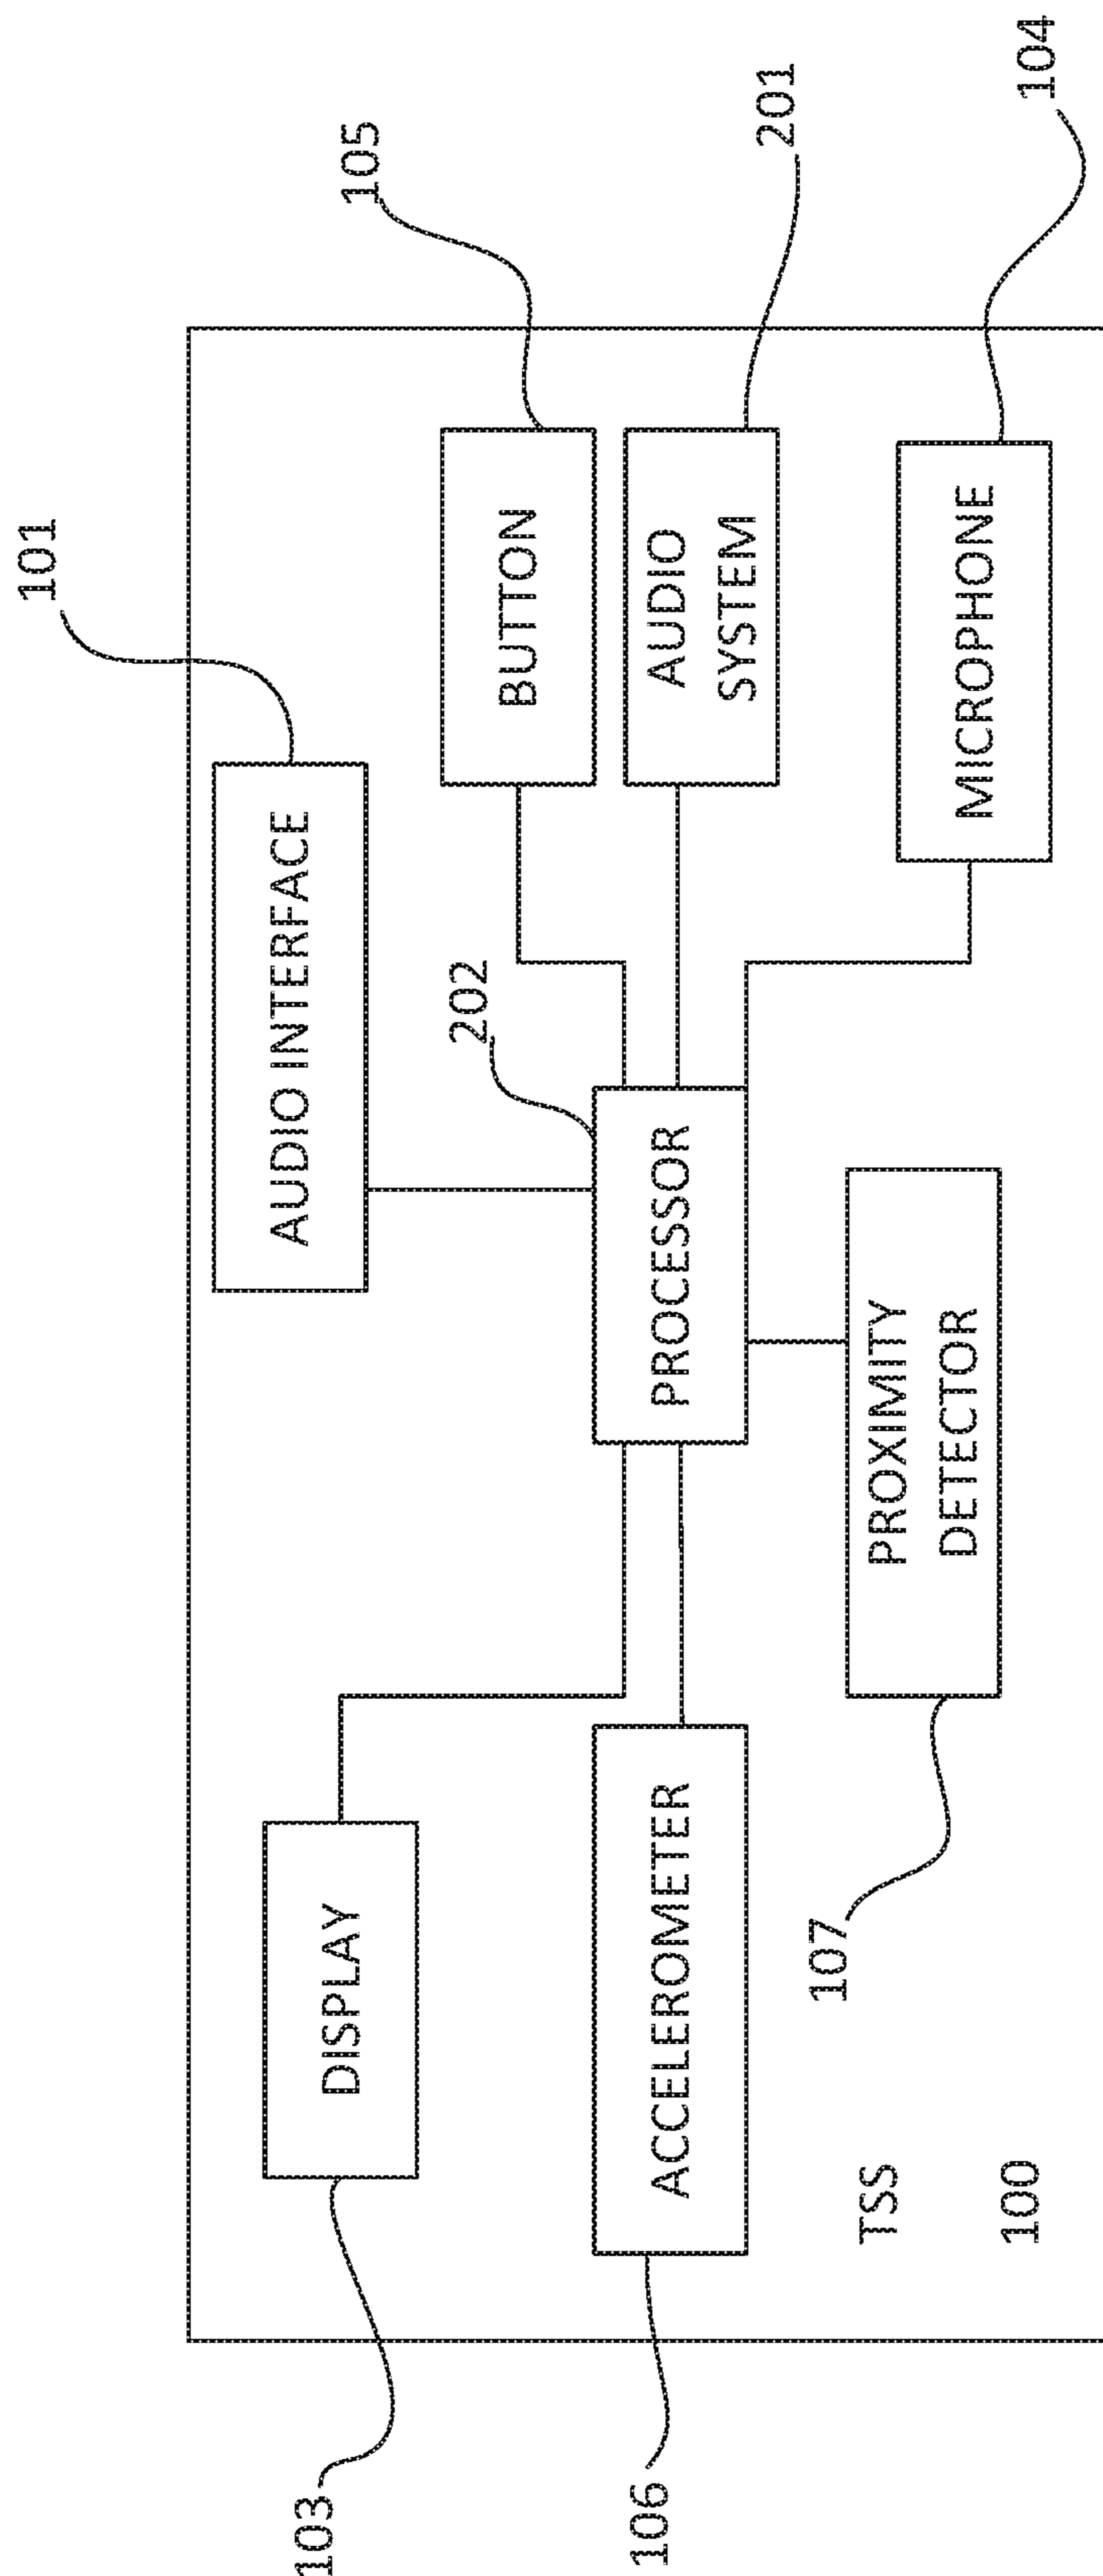 101
AUDIO INTERFACE
103
DISPLAY
105
BUTTON
202
PROCESSOR
AUDIO
SYSTEM
201
106
ACCELEROMETER
PROXIMITY
DETECTOR
107
MICROPHONE
104
TSS
100